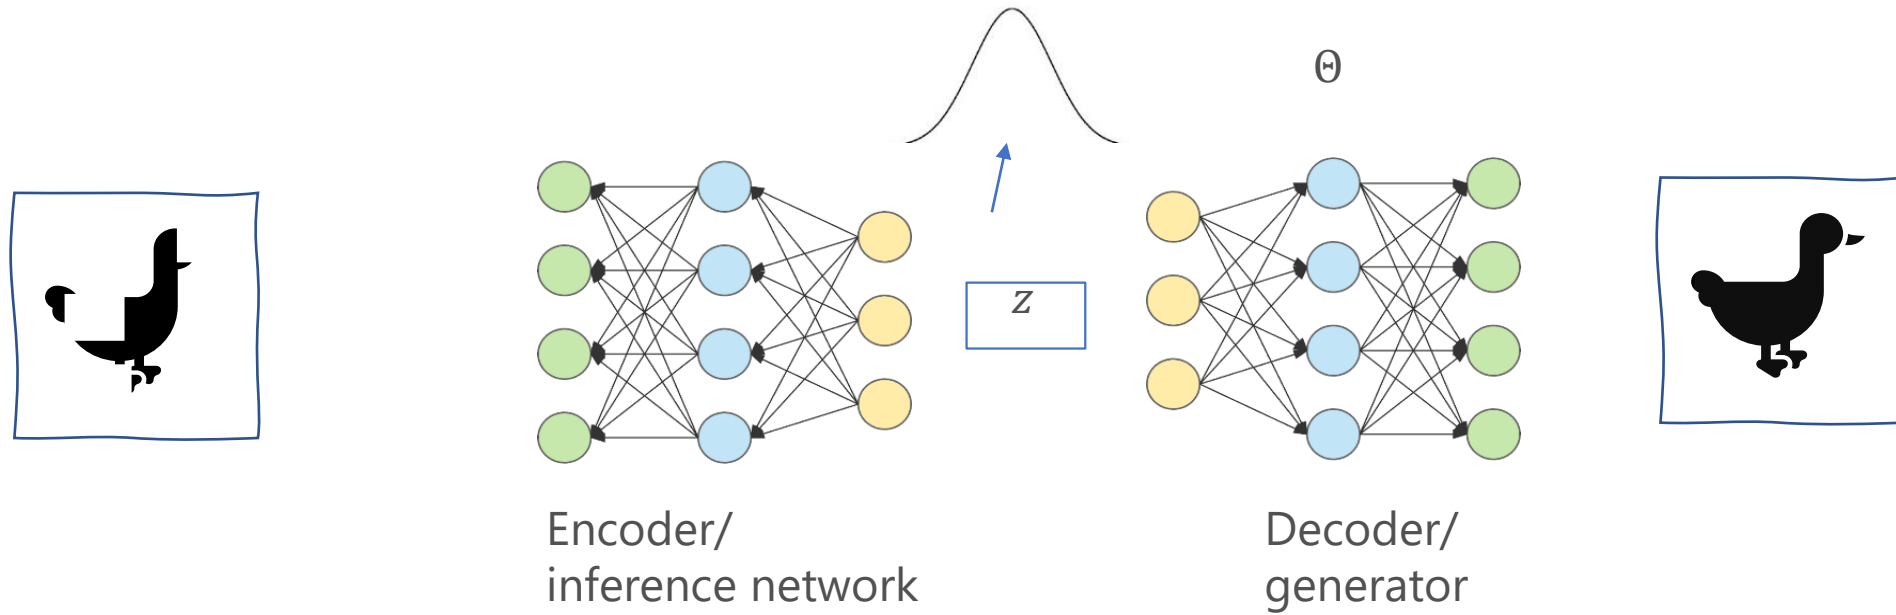 Θ
z
Encoder/
inference network
Decoder/
generator